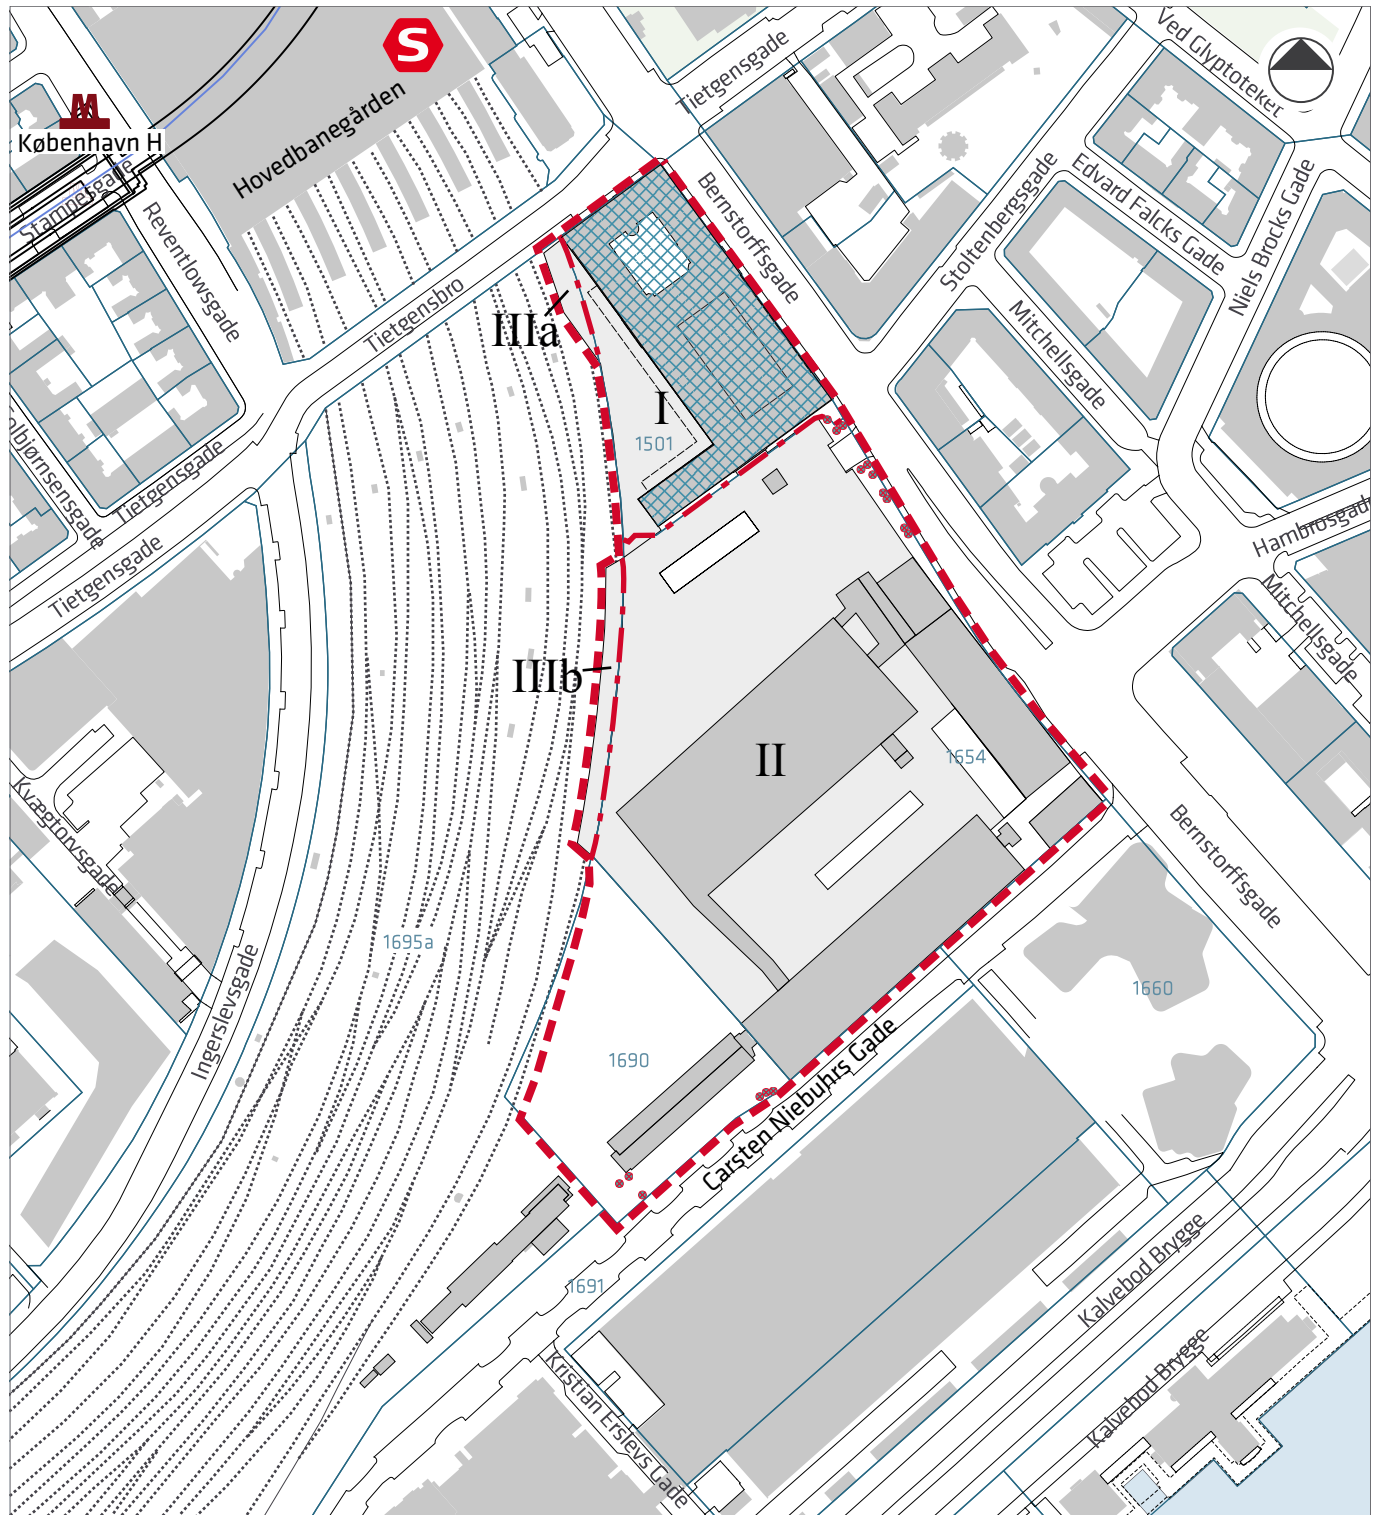 S
M
København H
Hovedbanegården
Stampesgade
Reventlowsgade
Tietgensgade
Ved Glyptoteket
Edvard Falcks Gade
Niels Brocks Gade
Stoltenbergsgade
Bernstorffsgade
Mitchellsgade
Tietgensbro
IIIa
I
1501
Tietgensgade
Tietgensgade
Hambrosgade
Mitchellsgade
IIIb
II
1654
Kvægtorvsgade
Bernstorffsgade
1695a
Ingerslevsgade
1660
1690
Carsten Niebuhrs Gade
1691
Kalvebod Brygge
Kalvebod Brygge
Kristian Erslevs Gade